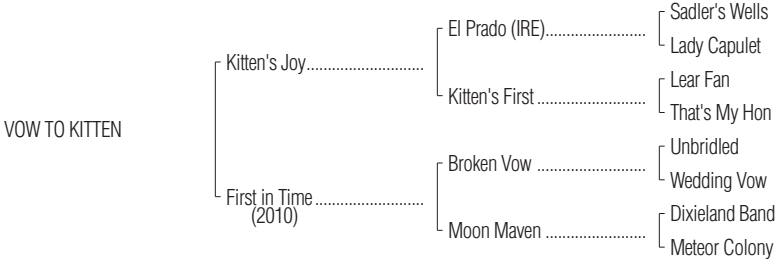 Sadler's Wells
El Prado (IRE)........................
Lady Capulet
Kitten's Joy...........................
Lear Fan
Kitten's First..........................
That's My Hon
VOW TO KITTEN
Unbridled
Broken Vow..........................
Wedding Vow
First in Time..........................
(2010)
Dixieland Band
Moon Maven........................
Meteor Colony